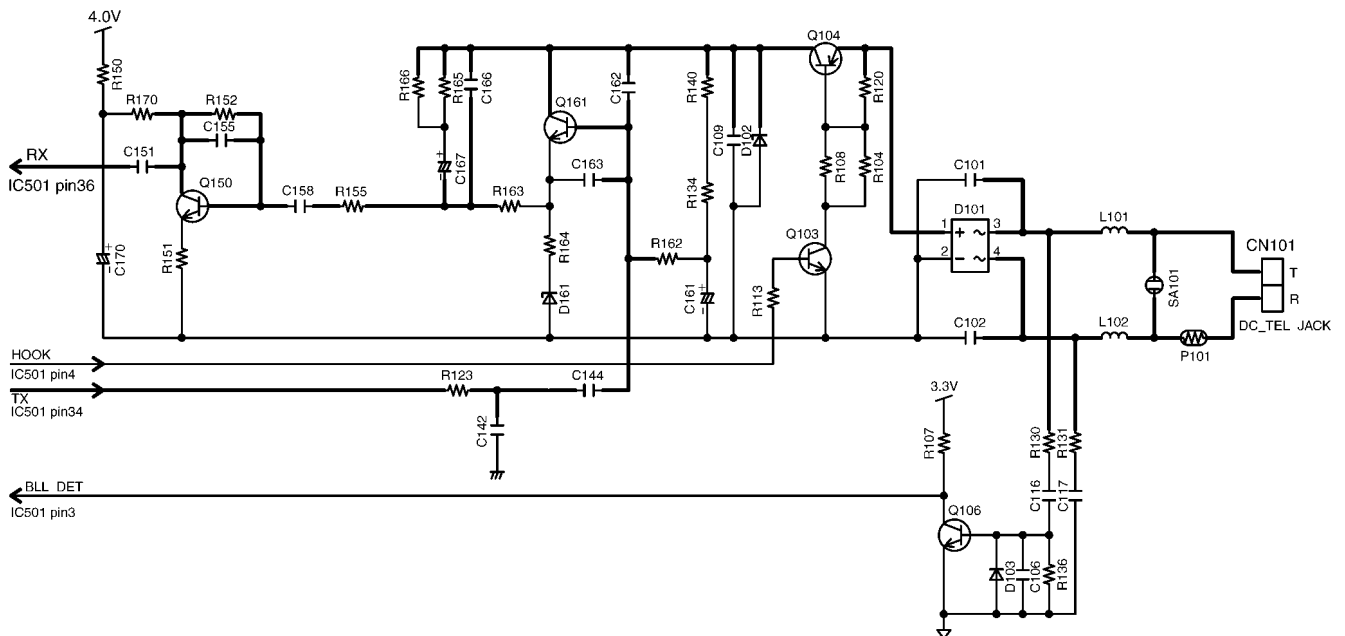 4.0V
Q104
R150
R166
R165
C166
C162
R140
R120
R170
R152
Q161
C155
C109
D102
RX
C151
IC501 pin36
C167
R108
R104
C163
C101
Q150
C158
R155
R163
R134
D101
L101
1 + ~ 3
2 - ~ 4
CN101
R151
C170
R164
R162
Q103
SA101
T
R
D161
C161
R113
C102
L102
DC_TEL JACK
P101
HOOK
IC501 pin4
TX
IC501 pin34
R123
C144
3.3V
C142
R107
R130
R131
BLL DET
IC501 pin3
C116
C117
Q106
D103
C106
R136